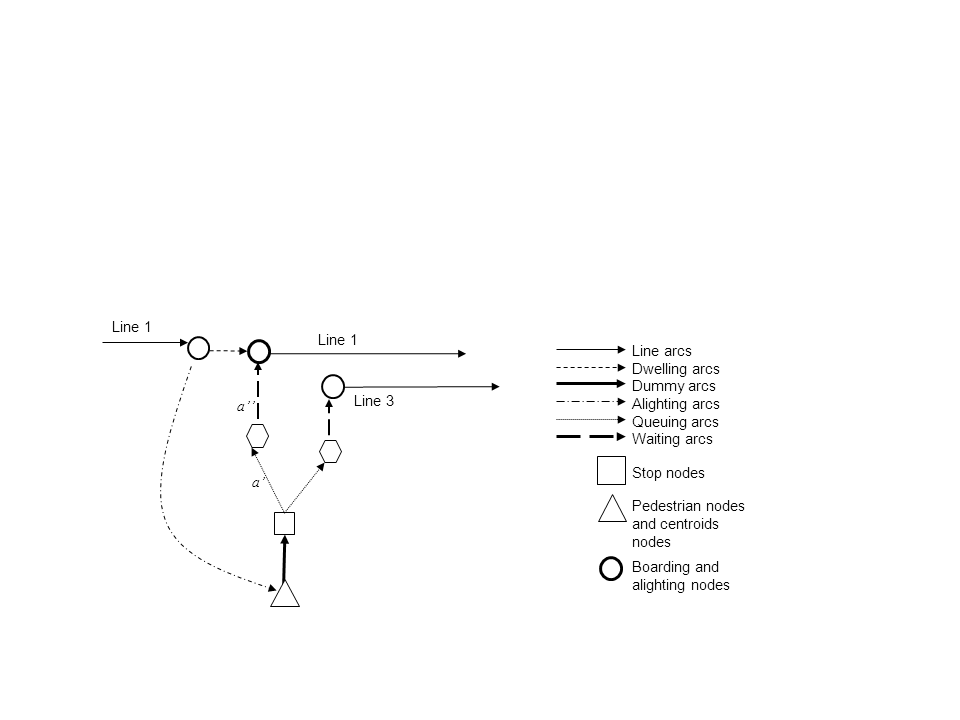 Line 1
Line 1
Line 3
a’’
a’
Line arcs
Dwelling arcs
Dummy arcs
Alighting arcs
Queuing arcs
Waiting arcs
Stop nodes
Pedestrian nodes
and centroids
nodes
Boarding and
alighting nodes